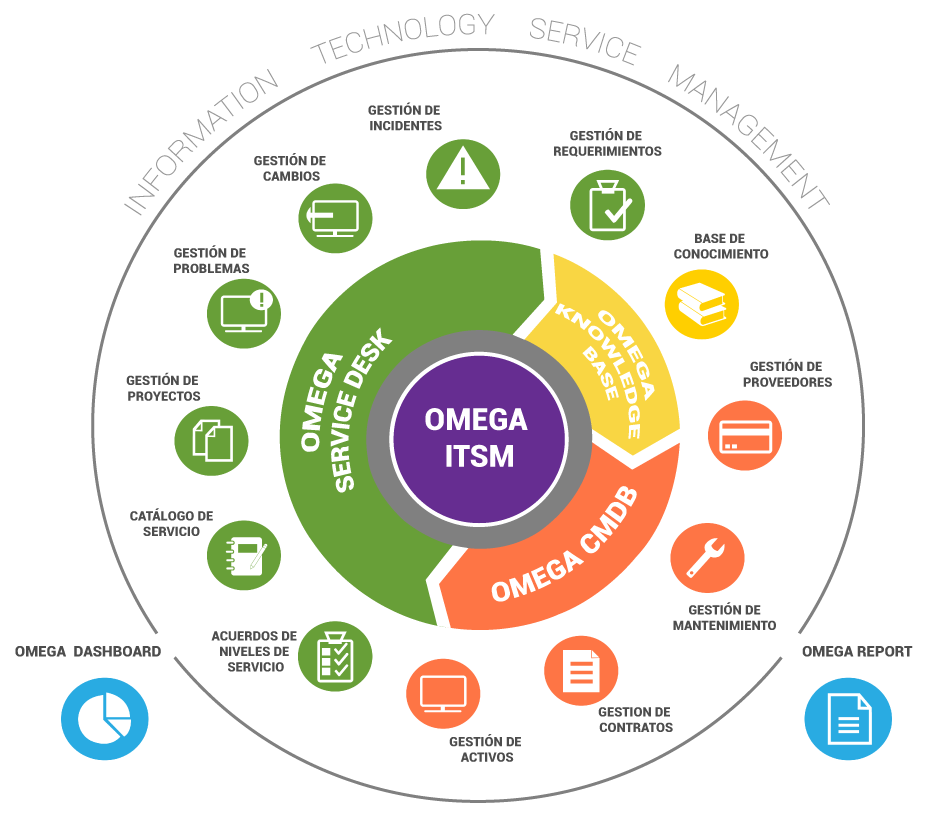 INFORMATION TECHNOLOGY SERVICE MANAGEMENT
GESTIÓN DE
INCIDENTES
GESTIÓN DE
REQUERIMIENTOS
GESTIÓN DE
CAMBIOS
BASE DE
CONOCIMIENTO
GESTIÓN DE
PROBLEMAS
GESTIÓN DE
PROVEEDORES
GESTIÓN DE
PROYECTOS
OMEGA
SERVICE DESK
OMEGA
KNOWLEDGE
BASE
OMEGA
ITSM
OMEGA CMDB
CATÁLOGO DE
SERVICIO
GESTIÓN DE
MANTENIMIENTO
ACUERDOS DE
NIVELES DE
SERVICIO
OMEGA DASHBOARD
OMEGA REPORT
GESTION DE
CONTRATOS
GESTIÓN DE
ACTIVOS